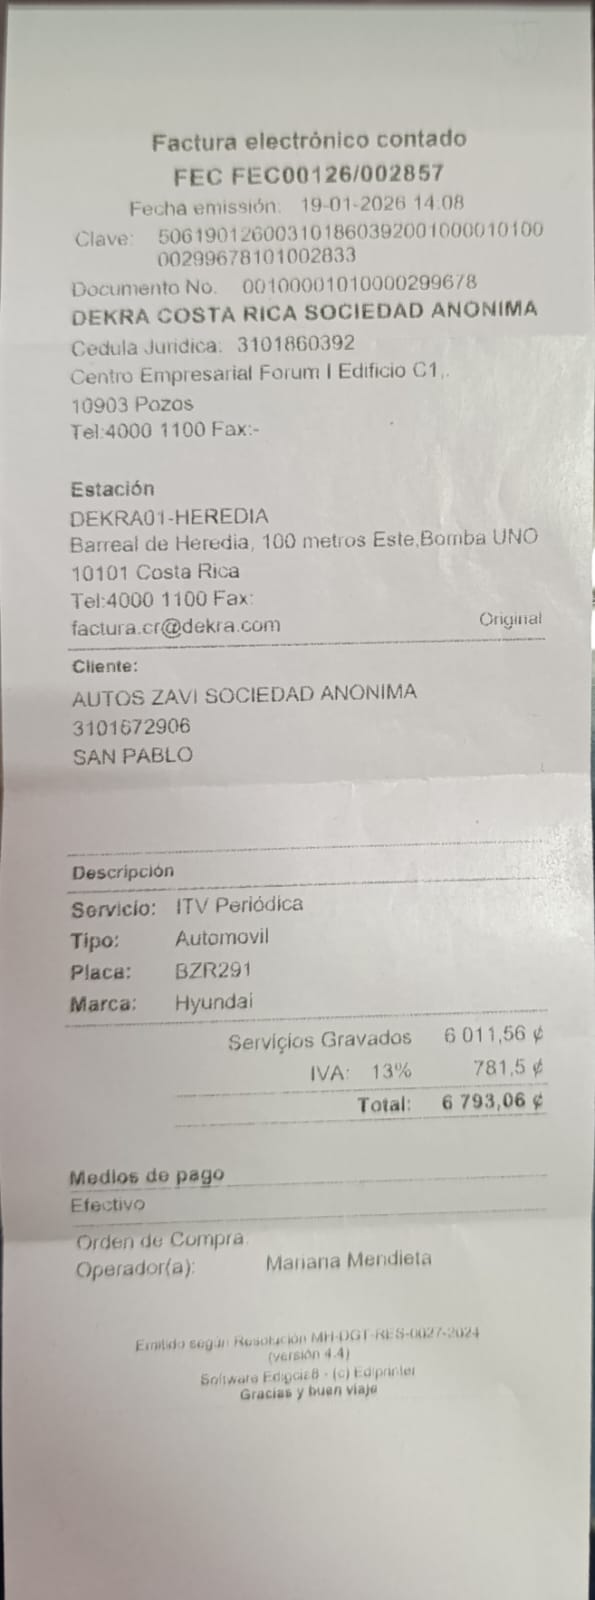 Factura electrónico contado
FEC FEC00126/002857
Fecha emisión: 19-01-2026 14:08
Clave: 50619012600310186039200100001010­0
00299678101002833
Documento No. 00100001010000299678
DEKRA COSTA RICA SOCIEDAD ANONIMA
Cedula Juridica: 3101860392
Centro Empresarial Forum I Edificio C1,.
10903 Pozos
Tel:4000 1100 Fax:-
Estación
DEKRA01-HEREDIA
Barreal de Heredia, 100 metros Este,Bomba UNO
10101 Costa Rica
Tel:4000 1100 Fax:
factura.cr@dekra.com Original
Cliente:
AUTOS ZAVI SOCIEDAD ANONIMA
3101672906
SAN PABLO
Descripción
Servicio: ITV Periódica
Tipo: Automovil
Placa: BZR291
Marca: Hyundai
Servicios Gravados 6 011,56 ¢
IVA: 13% 781,5 ¢
Total: 6 793,06 ¢
Medios de pago
Efectivo
Orden de Compra:
Operador(a): Mariana Mendieta
Emitido según Resolución MH-DGT-RES-0027-2024
(versión 4.4)
Software - (c) Ediprinter
Gracias y buen viaje